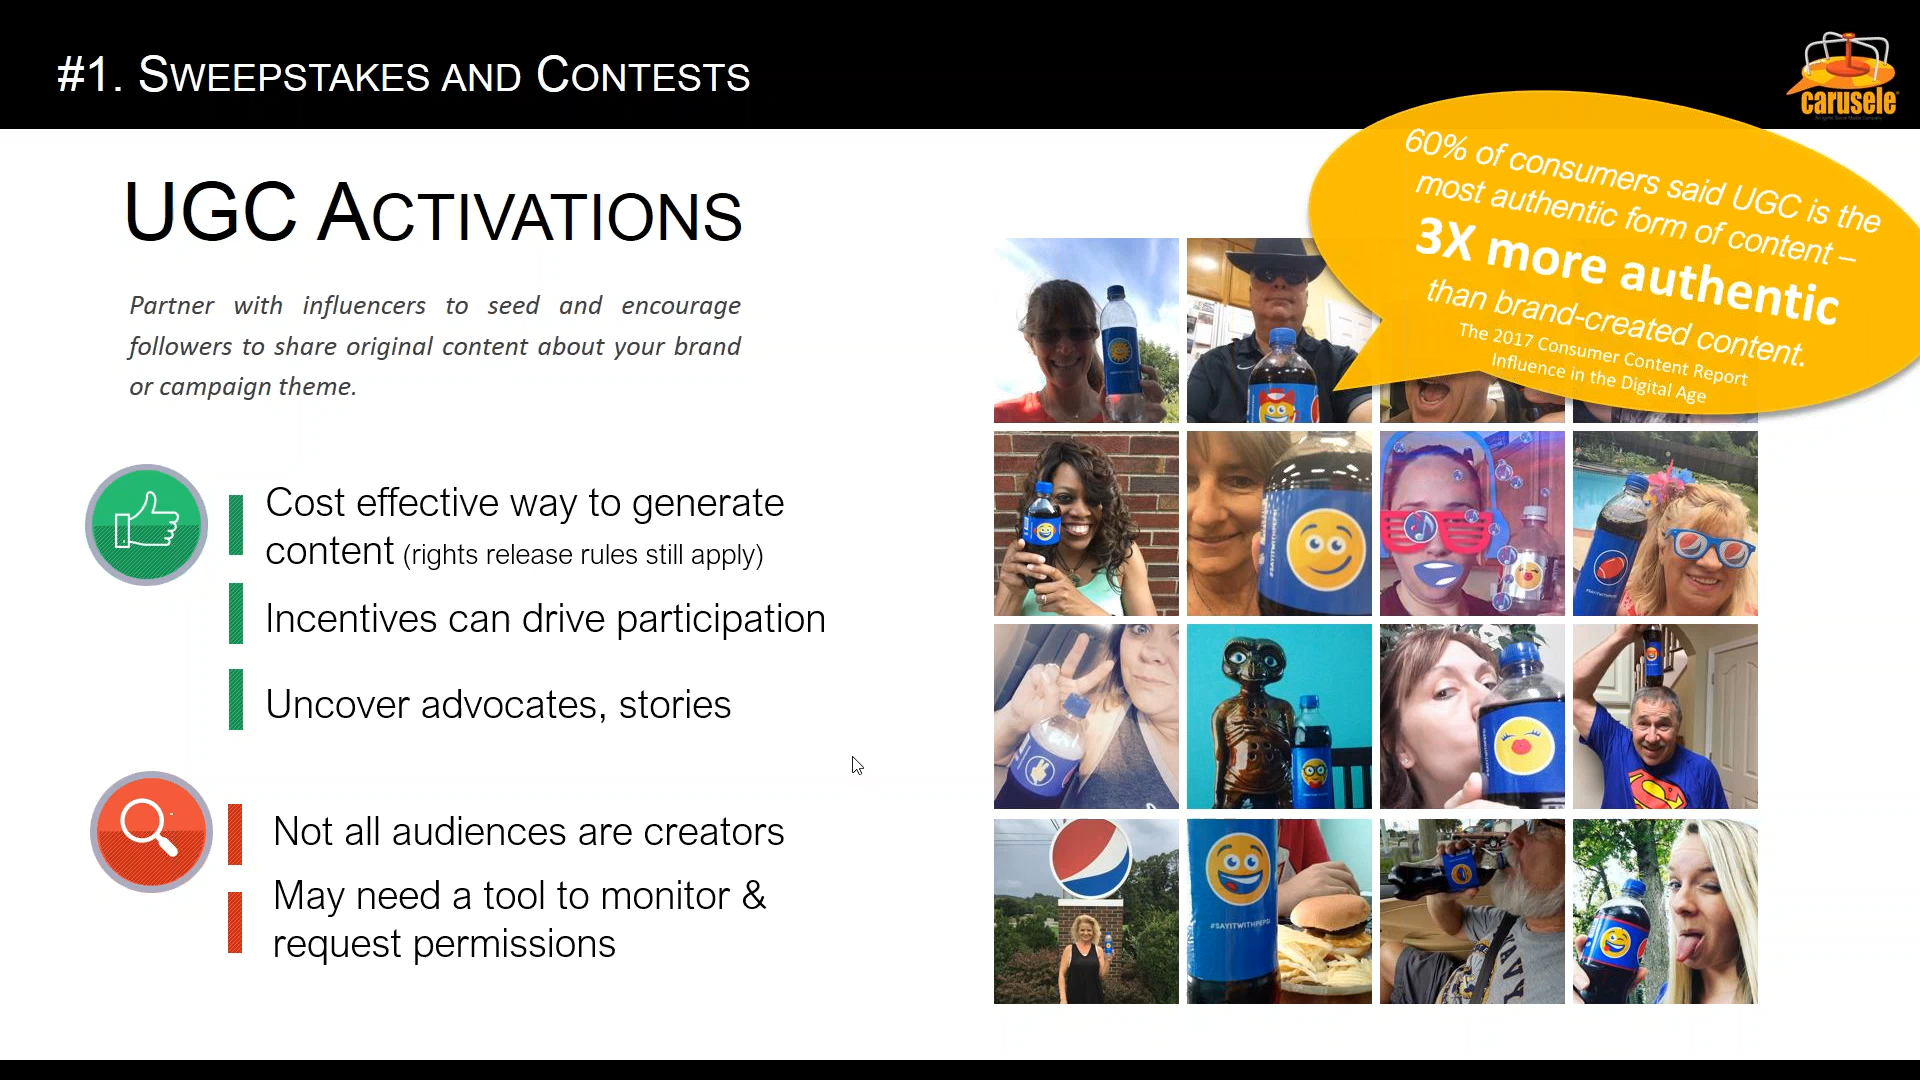 #1. Sweepstakes and Contests
carusele
60% of consumers said UGC is the
most authentic form of content –
3X more authentic
than brand-created content.
The 2017 Consumer Content Report
Influence in the Digital Age
UGC Activations
Partner with influencers to seed and encourage
followers to share original content about your brand
or campaign theme.
Cost effective way to generate
content (rights release rules still apply)
Incentives can drive participation
Uncover advocates, stories
Not all audiences are creators
May need a tool to monitor &
request permissions
#SAYITWITHPEPSI
NAVY